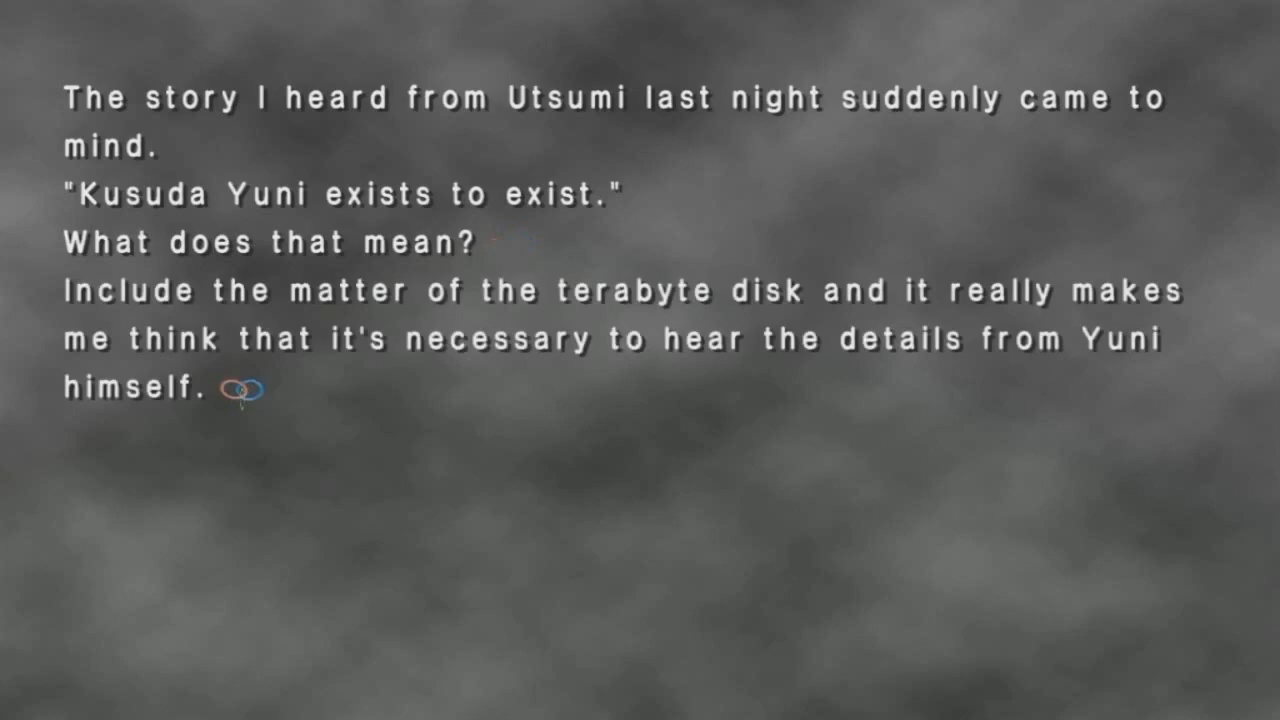 The story I heard from Utsumi last night suddenly came to
mind.
"Kusuda Yuni exists to exist."
What does that mean?
Include the matter of the terabyte disk and it really makes
me think that it's necessary to hear the details from Yuni
himself.